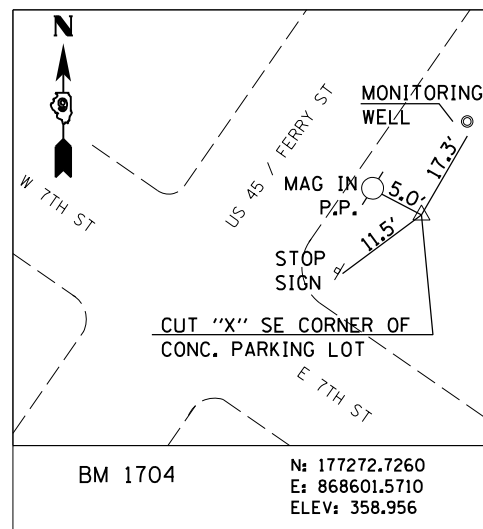 N
9
MONITORING
WELL
US 45 / FERRY ST
W 7TH ST
17.3'
MAG IN
P.P.
5.0'
11.5'
STOP
SIGN
CUT "X" SE CORNER OF
CONC. PARKING LOT
E 7TH ST
BM 1704
N: 177272.7260
E: 868601.5710
ELEV: 358.956